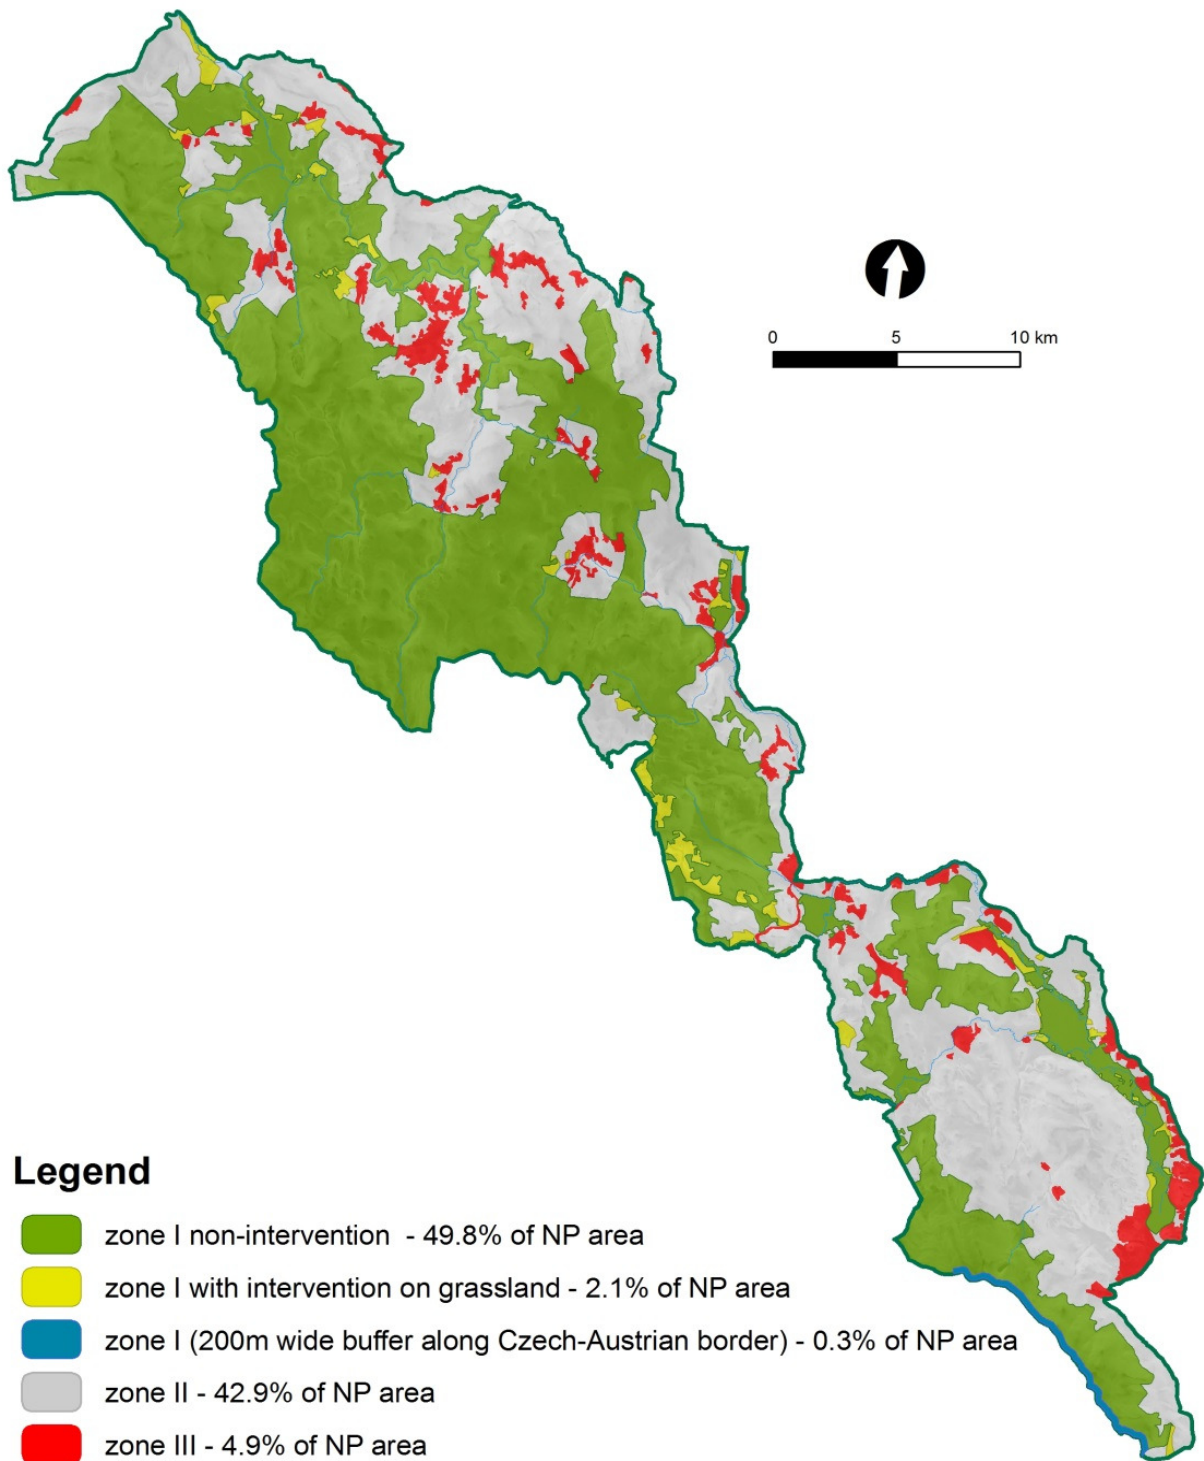 0 5 10 km
Legend
zone I non-intervention - 49.8% of NP area
zone I with intervention on grassland - 2.1% of NP area
zone I (200m wide buffer along Czech-Austrian border) - 0.3% of NP area
zone II - 42.9% of NP area
zone III - 4.9% of NP area